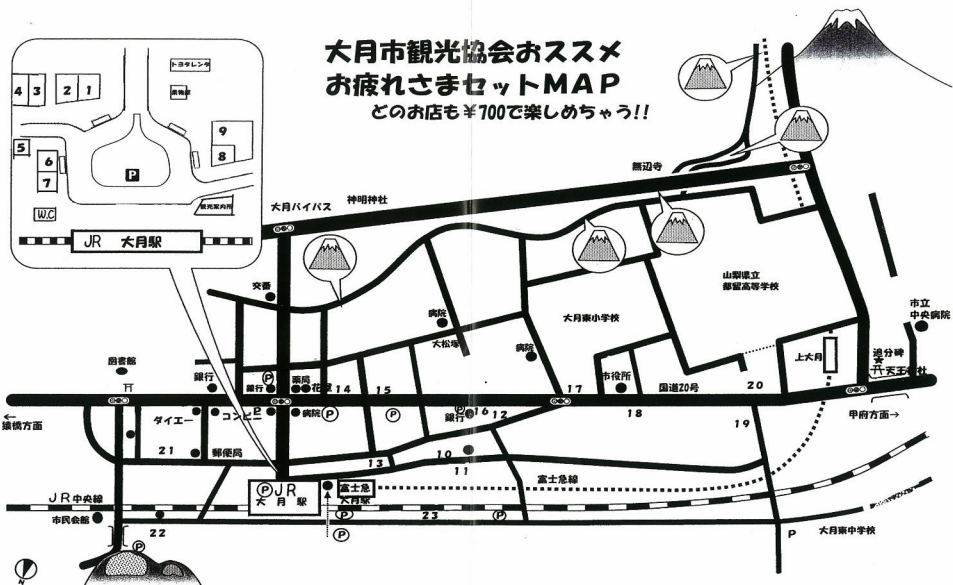 大月市観光協会おススメ
お疲れさまセットMAP
どのお店も¥700で楽しめちゃう!!
トヨタレンタ
果物屋
4 3 2 1
9
8
5
6
7
P
W.C
観光案内所
JR 大月駅
大月バイパス
神明神社
無辺寺
交番
病院
大松塚
病院
大月東小学校
山梨県立
都留高等学校
市立
中央病院
図書館
銀行
銀行
P
薬局
花屋
14
15
17
市役所
国道20号
20
上大月
追分碑
天王神社
←
猿橋方面
ダイエー
コンビニ
P
病院
P
P
銀行
P
16
12
18
19
甲府方面→
21
郵便局
13
10
11
富士急線
JR中央線
P JR
大月駅
富士急
大月駅
市民会館
22
P
P
P
23
P
P
大月東中学校
N